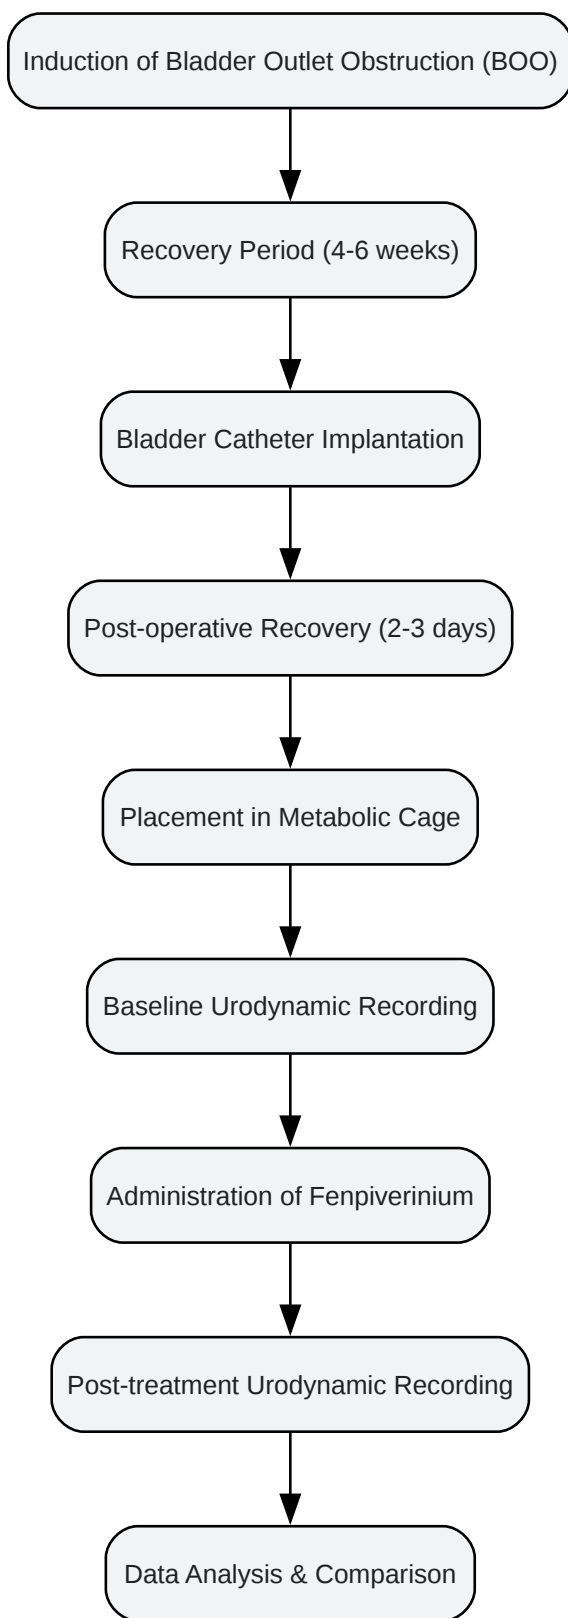 Induction of Bladder Outlet Obstruction (BOO)
Recovery Period (4-6 weeks)
Bladder Catheter Implantation
Post-operative Recovery (2-3 days)
Placement in Metabolic Cage
Baseline Urodynamic Recording
Administration of Fenpiverinium
Post-treatment Urodynamic Recording
Data Analysis & Comparison